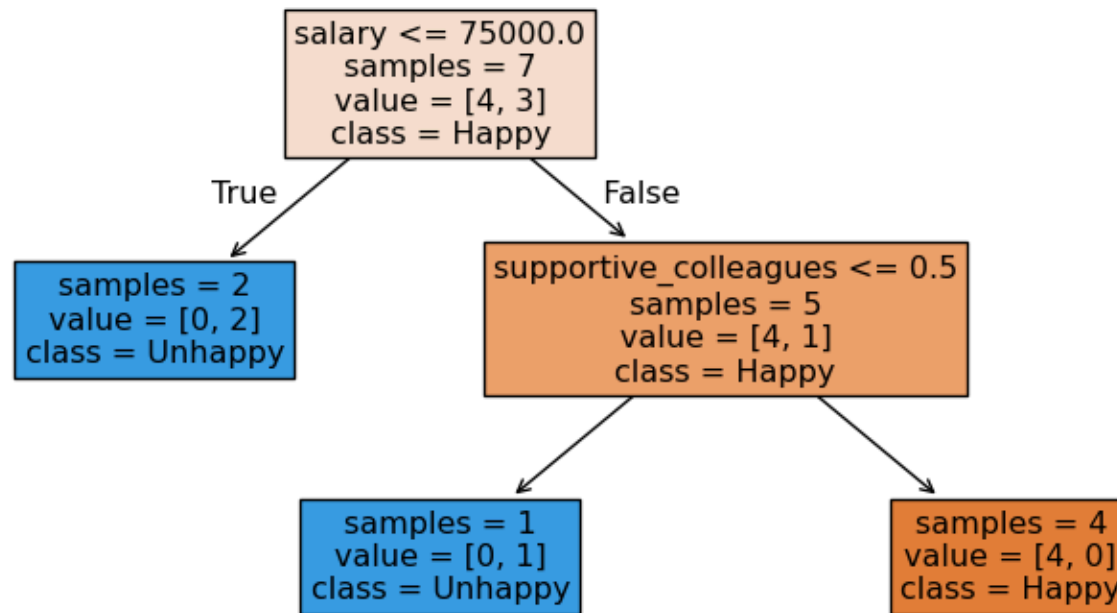 salary <= 75000.0
samples = 7
value = [4, 3]
class = Happy
True
False
samples = 2
value = [0, 2]
class = Unhappy
supportive_colleagues <= 0.5
samples = 5
value = [4, 1]
class = Happy
samples = 1
value = [0, 1]
class = Unhappy
samples = 4
value = [4, 0]
class = Happy